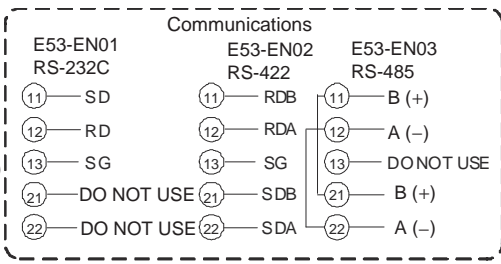 Communications
E53-EN01 E53-EN02 E53-EN03
RS-232C RS-422 RS-485
11 SD 11 RDB 11 B (+)
12 RD 12 RDA 12 A (−)
13 SG 13 SG 13 DO NOT USE
21 DO NOT USE 21 SDB 21 B (+)
22 DO NOT USE 22 SDA 22 A (−)